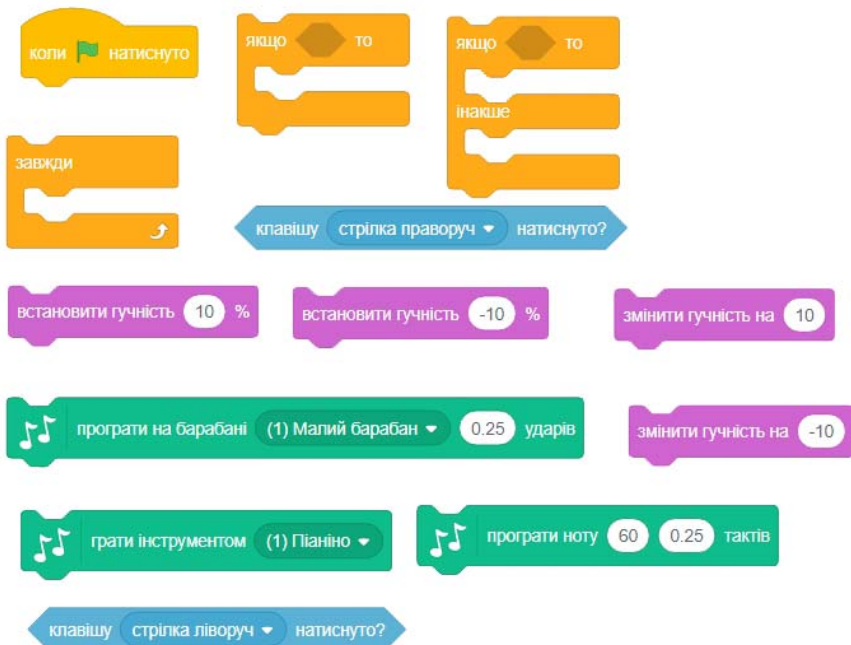 коли натиснуто
якщо то
якщо то
інакше
завжди
клавішу стрілка праворуч натиснуто?
встановити гучність 10 %
встановити гучність -10 %
змінити гучність на 10
програти на барабані (1) Малий барабан 0.25 ударів
змінити гучність на -10
грати інструментом (1) Піаніно
програти ноту 60 0.25 тактів
клавішу стрілка ліворуч натиснуто?